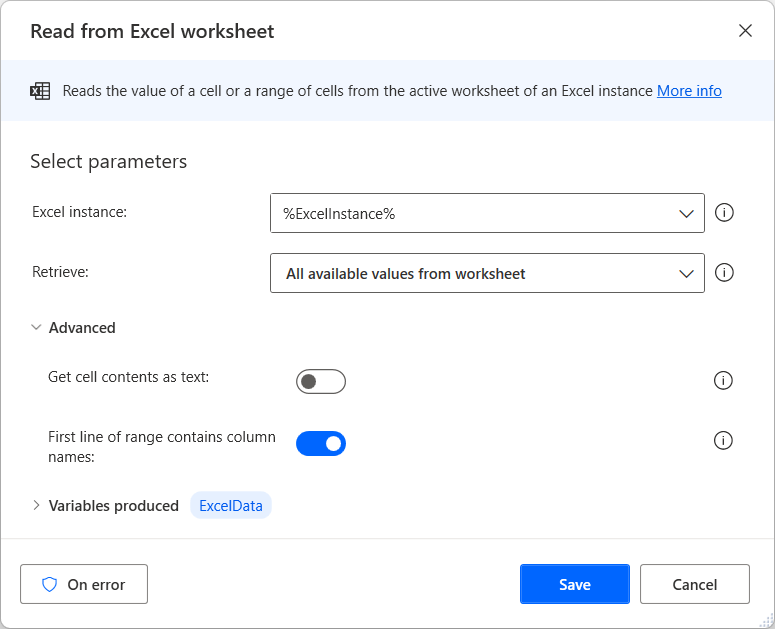 Read from Excel worksheet
Reads the value of a cell or a range of cells from the active worksheet of an Excel instance More info
Select parameters
Excel instance: %ExcelInstance%
Retrieve: All available values from worksheet
Advanced
Get cell contents as text:
First line of range contains column
names:
Variables produced ExcelData
On error Save Cancel